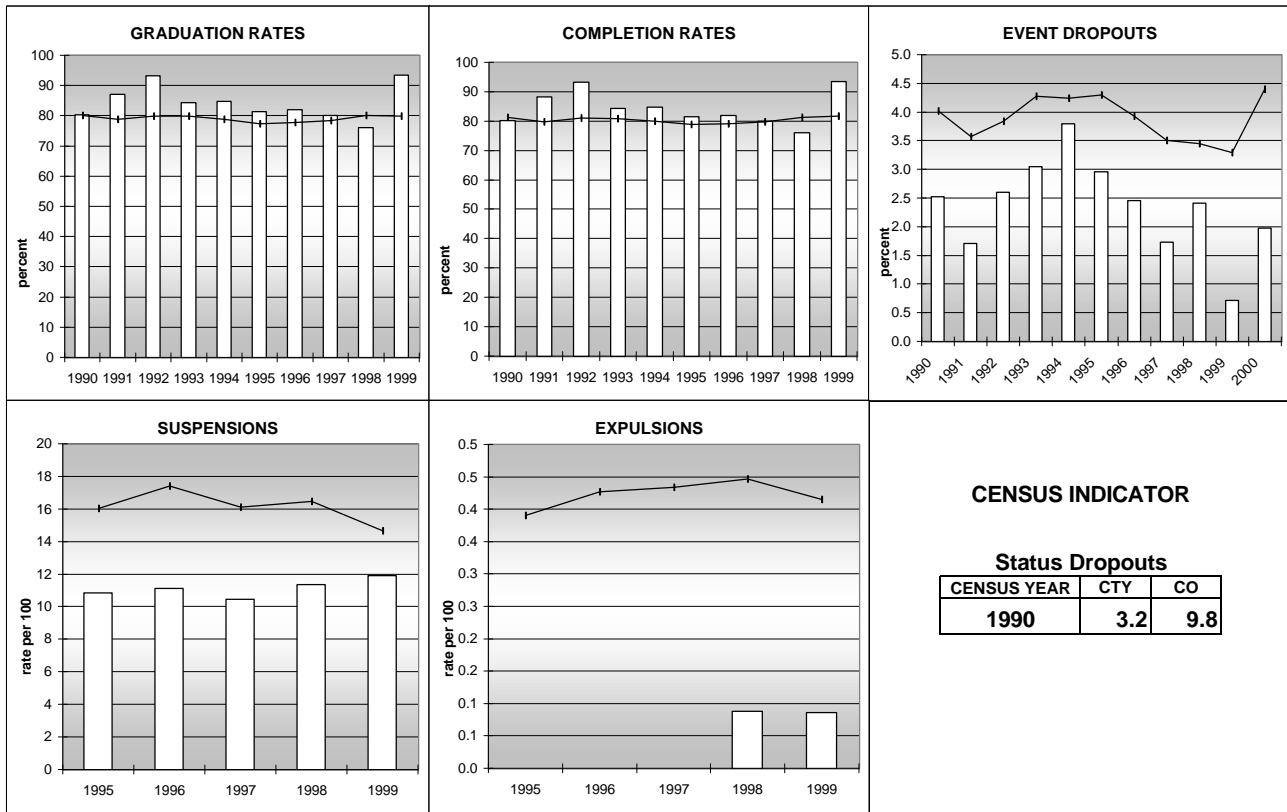 GRADUATION RATES
100
90
80
70
60
50
40
30
20
10
0
percent
1990 1991 1992 1993 1994 1995 1996 1997 1998 1999
COMPLETION RATES
100
90
80
70
60
50
40
30
20
10
0
percent
1990 1991 1992 1993 1994 1995 1996 1997 1998 1999
EVENT DROPOUTS
5.0
4.5
4.0
3.5
3.0
2.5
2.0
1.5
1.0
0.5
0.0
percent
1990 1991 1992 1993 1994 1995 1996 1997 1998 1999 2000
SUSPENSIONS
20
18
16
14
12
10
8
6
4
2
0
rate per 100
1995 1996 1997 1998 1999
EXPULSIONS
0.5
0.5
0.4
0.4
0.3
0.3
0.2
0.2
0.1
0.1
0.0
rate per 100
1995 1996 1997 1998 1999
CENSUS INDICATOR
Status Dropouts
CENSUS YEAR CTY CO
1990 3.2 9.8